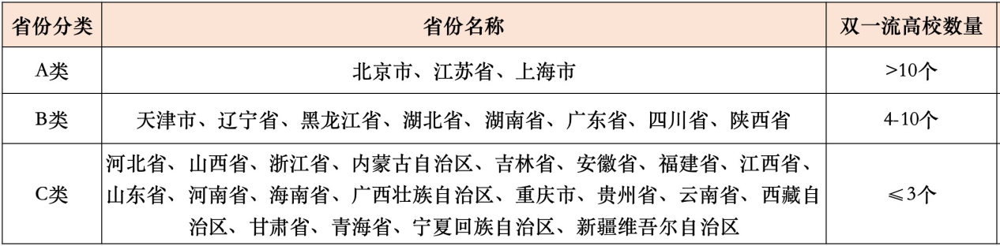 省份分类 省份名称 双一流高校数量
A类 北京市、江苏省、上海市 >10个
B类 天津市、辽宁省、黑龙江省、湖北省、湖南省、广东省、四川省、陕西省 4-10个
河北省、山西省、浙江省、内蒙古自治区、吉林省、安徽省、福建省、江西省、
C类 山东省、河南省、海南省、广西壮族自治区、重庆市、贵州省、云南省、西藏自 ≤3个
治区、甘肃省、青海省、宁夏回族自治区、新疆维吾尔自治区